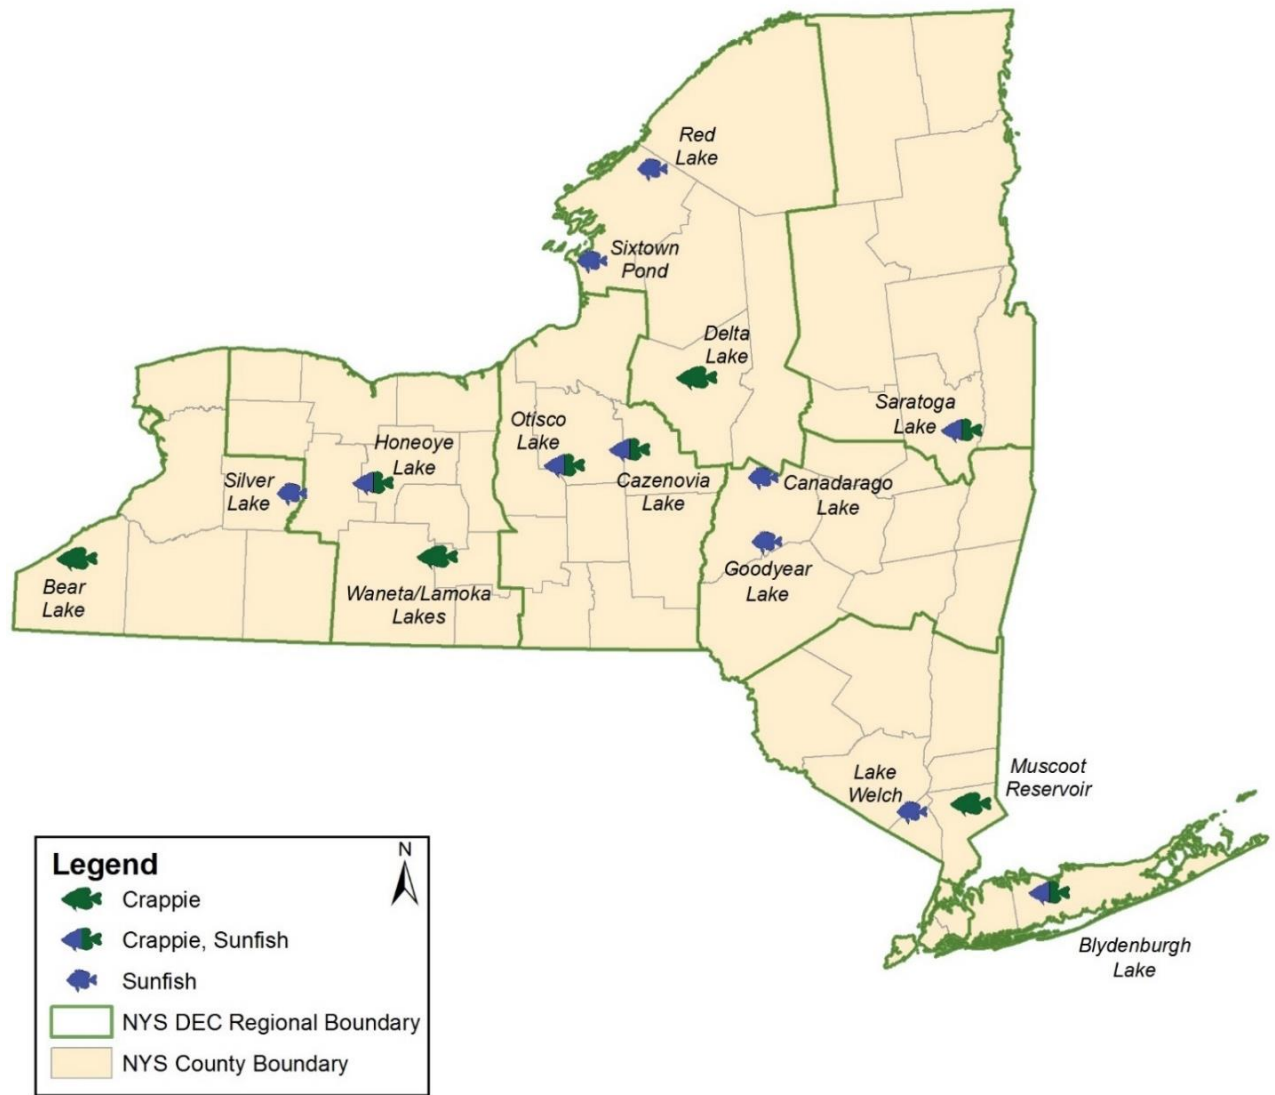 Red
Lake
Sixtown
Pond
Delta
Lake
Saratoga
Lake
Otisco
Lake
Honeoye
Lake
Cazenovia
Lake
Silver
Lake
Canadarago
Lake
Goodyear
Lake
Bear
Lake
Waneta/Lamoka
Lakes
Lake
Welch
Muscoot
Reservoir
Blydenburgh
Lake
Legend
N
Crappie
Crappie, Sunfish
Sunfish
NYS DEC Regional Boundary
NYS County Boundary